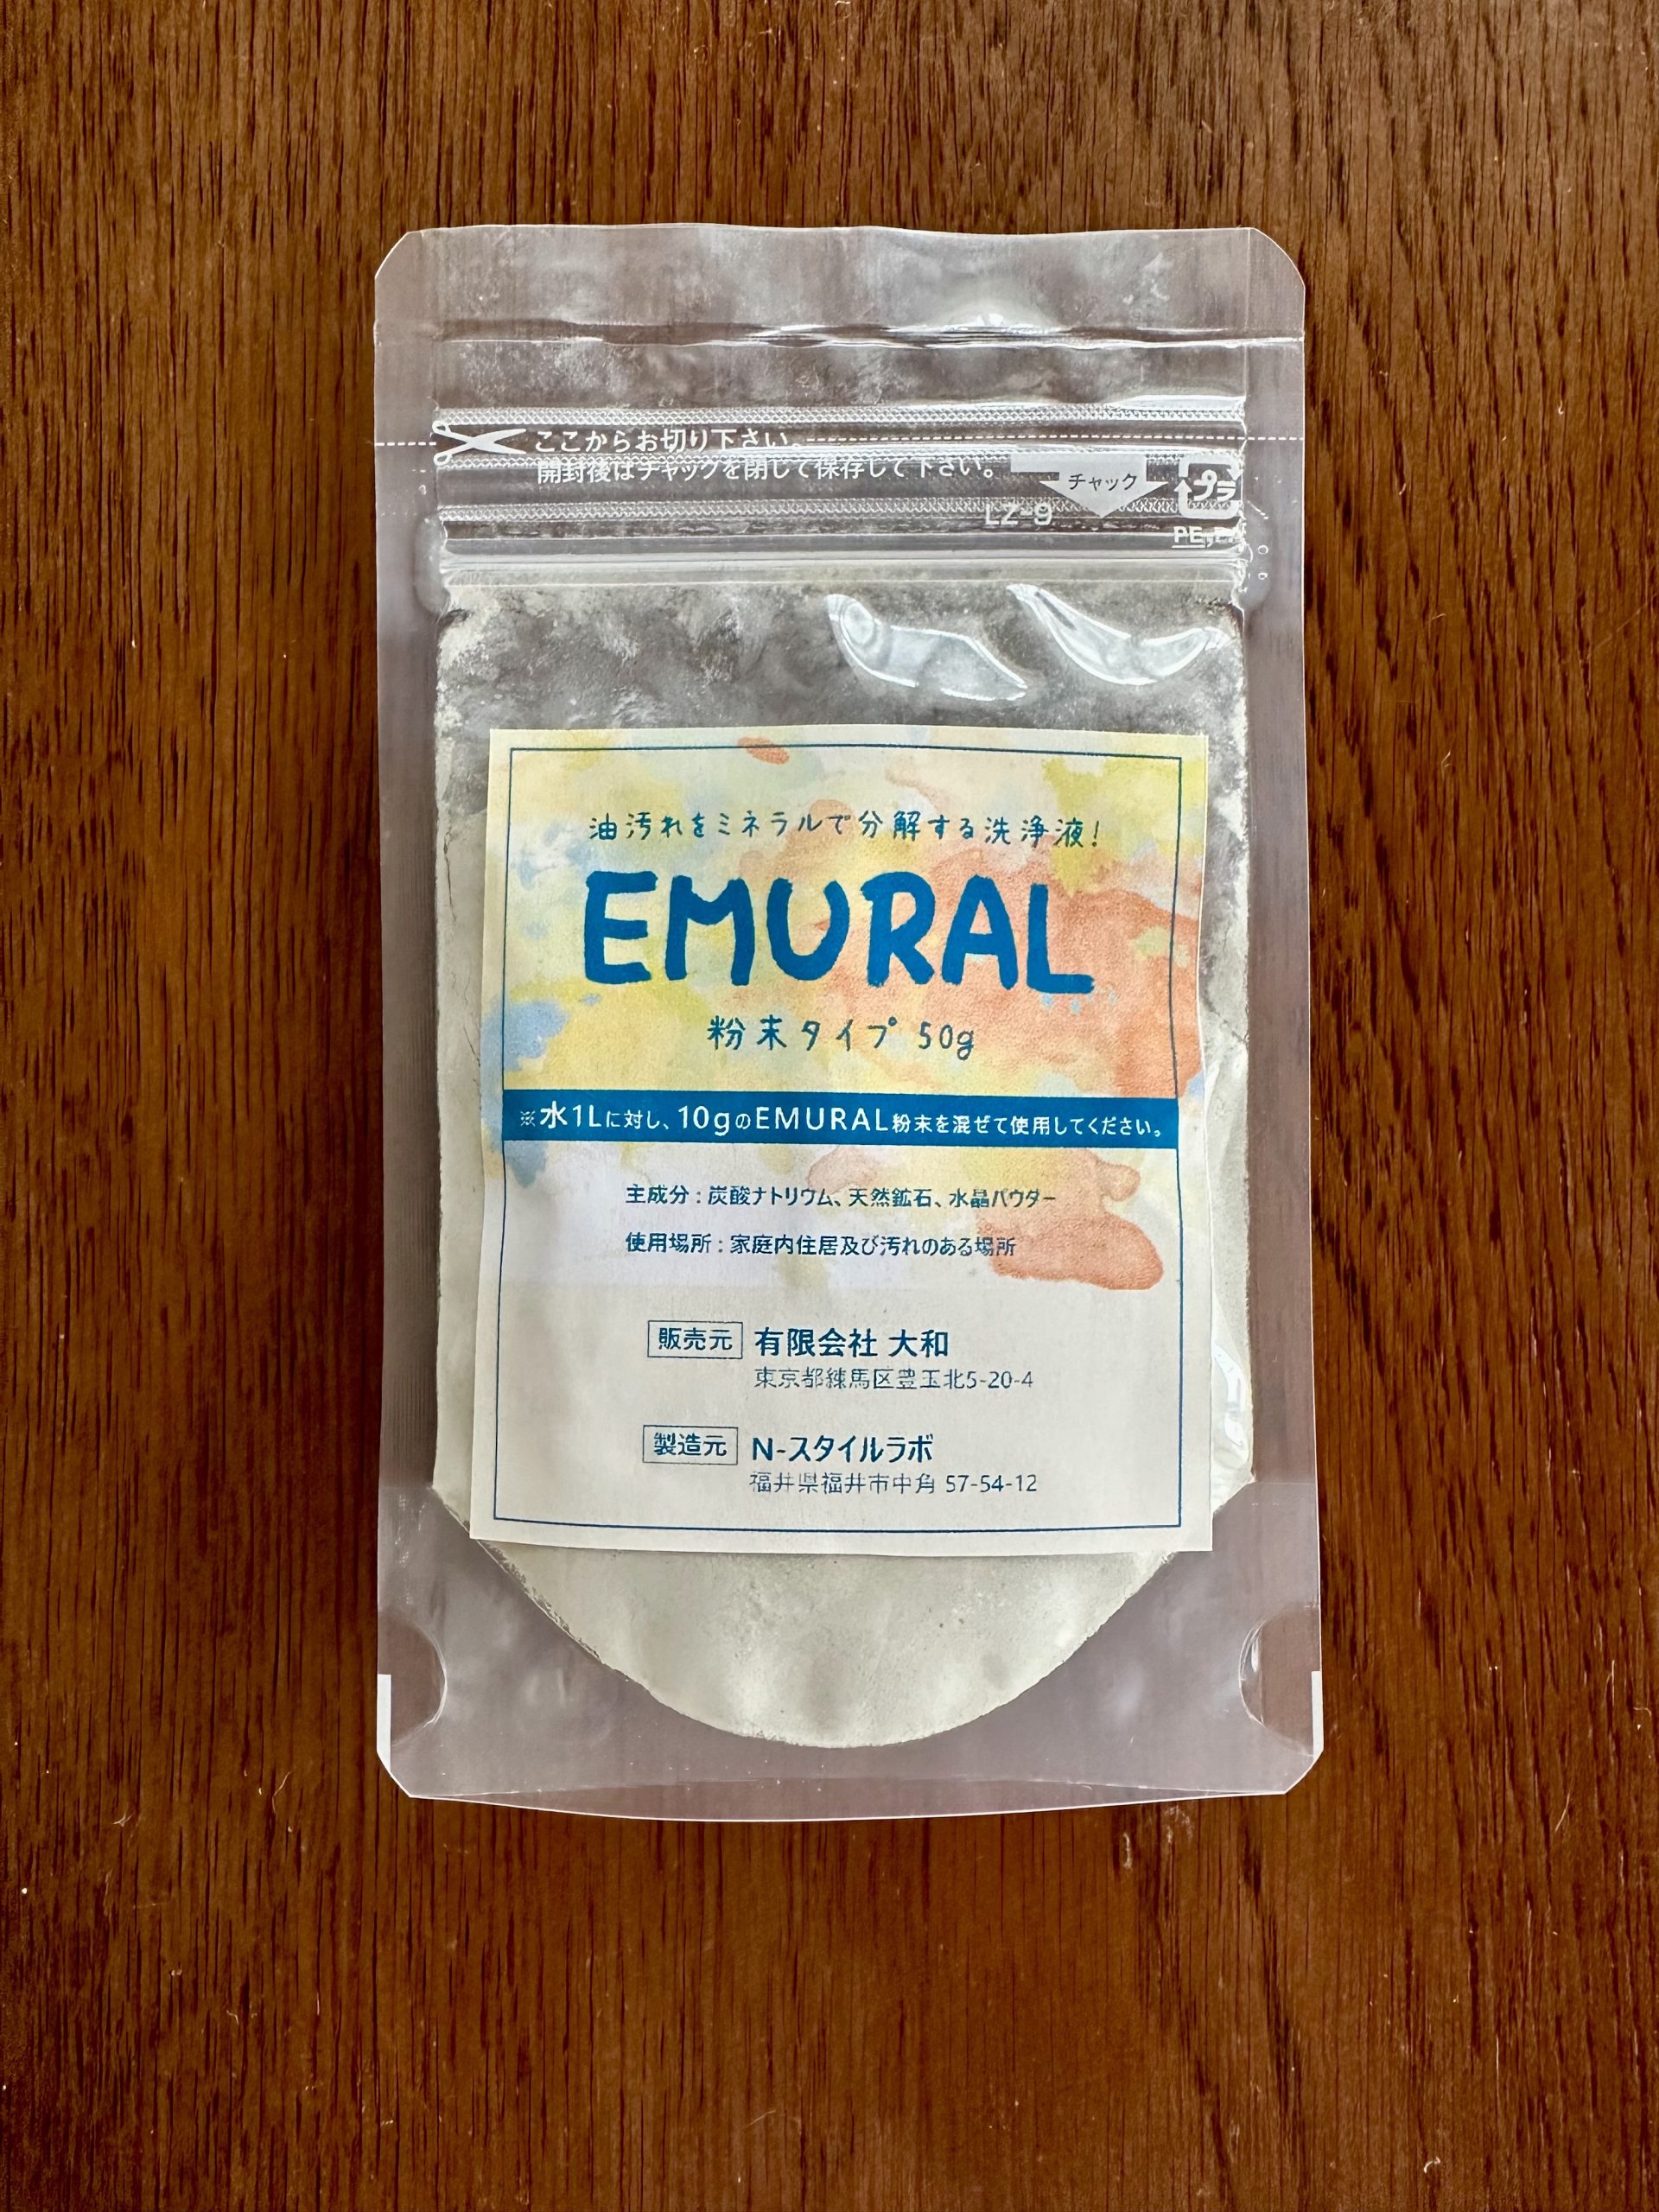 ここからお切り下さい。
開封後はチャックを閉じて保存して下さい。
チャック
プラ
LZ-9
油汚れをミネラルで分解する洗浄液!
EMURAL
粉末タイプ 50g
※水1Lに対し、10gのEMURAL粉末を混ぜて使用してください。
主成分:炭酸ナトリウム、天然鉱石、水晶パウダー
使用場所:家庭内住居及び汚れのある場所
販売元 有限会社 大和
東京都練馬区豊玉北5-20-4
製造元 N-スタイルラボ
福井県福井市中角 57-54-12